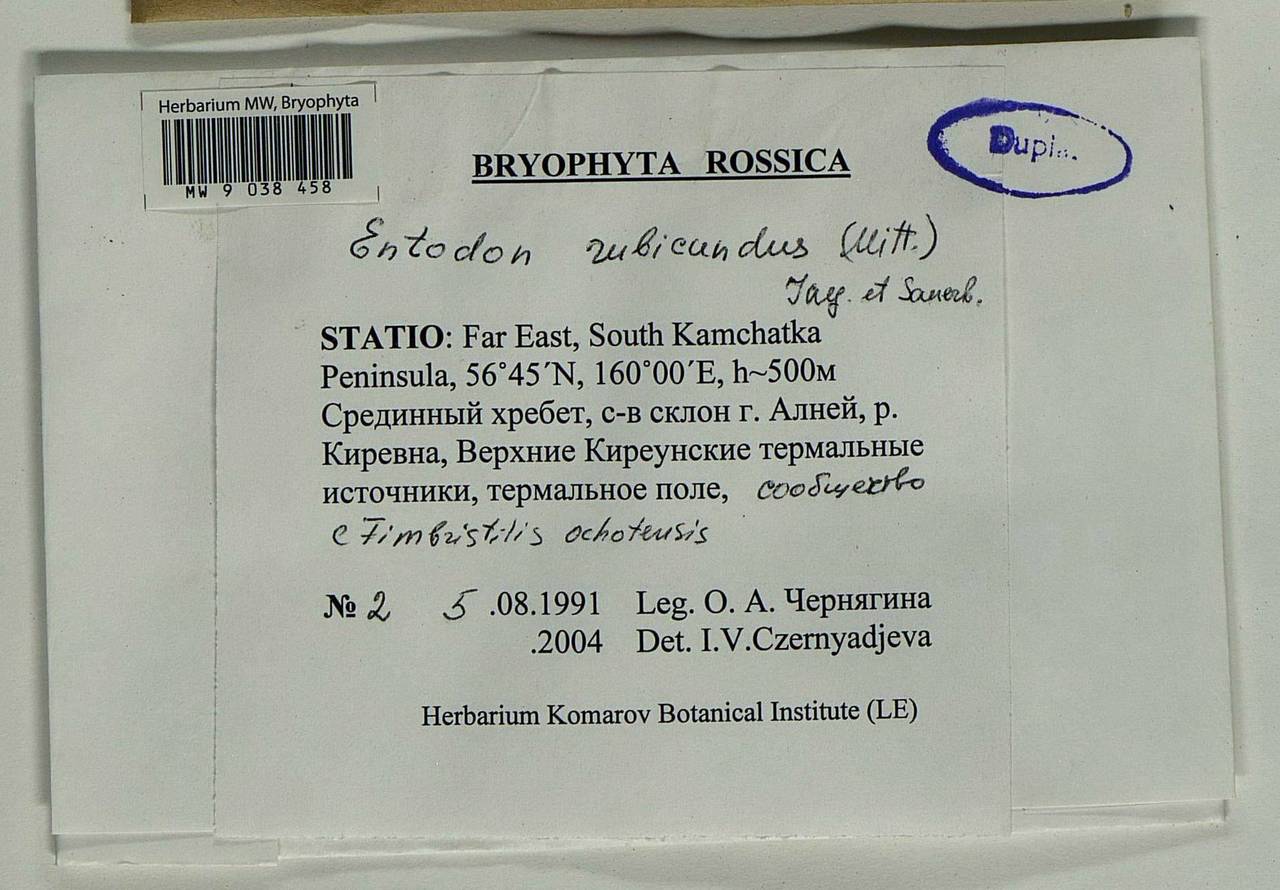 Herbarium MW, Bryophyta
MW 9 038 458
Dupl.
BRYOPHYTA ROSSICA
Entodon rubicundus (Mitt.)
Jaeg. et Sauerb.
STATIO: Far East, South Kamchatka
Peninsula, 56°45´N, 160°00´E, h~500м
Срединный хребет, с-в склон г. Алней, р.
Киревна, Верхние Киреунские термальные
источники, термальное поле, сообщество
с Fimbristilis ochotensis
№ 2 5 .08.1991 Leg. О. А. Чернягина
.2004 Det. I.V.Czernyadjeva
Herbarium Komarov Botanical Institute (LE)